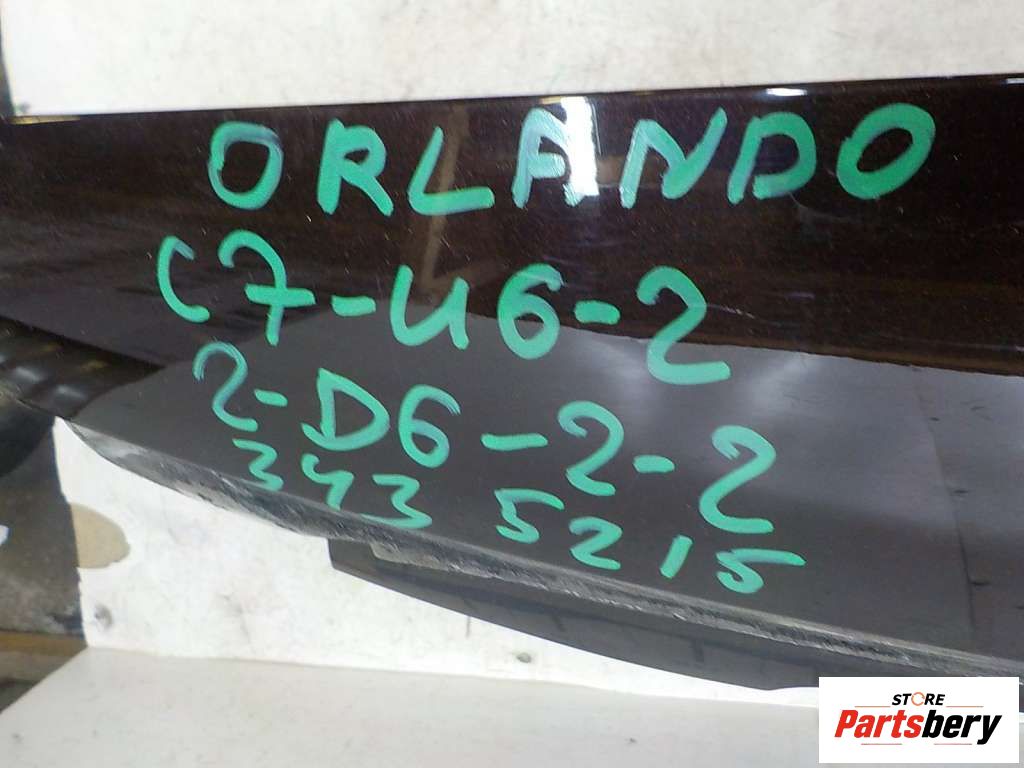 ORLANDO
C7-U6-2
2-D6-2-2
343 5215
STORE
Partsbery